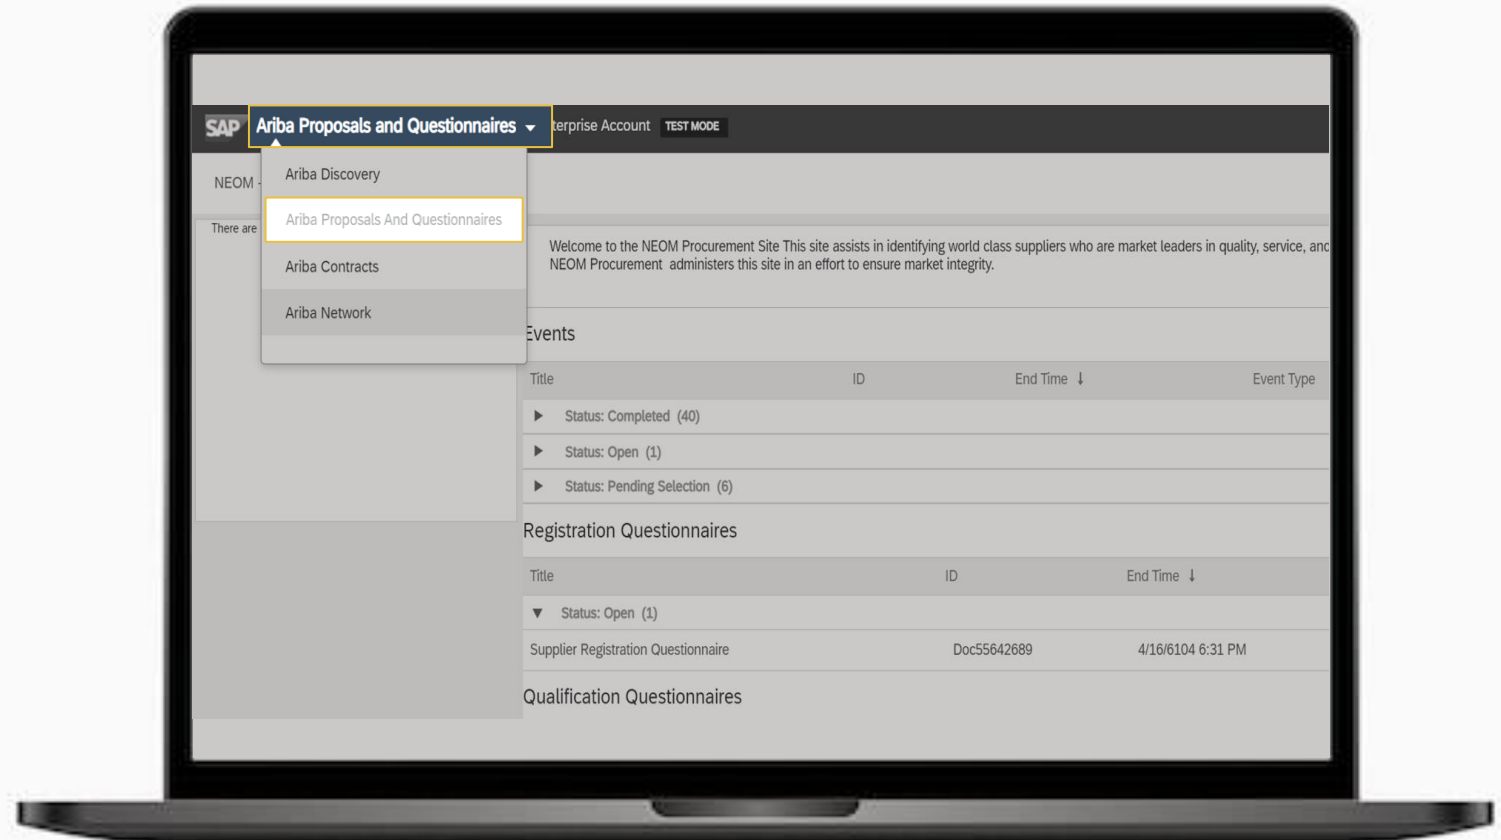 SAP
Ariba Proposals and Questionnaires
terprise Account
TEST MODE
NEOM -
Ariba Discovery
Ariba Proposals And Questionnaires
Ariba Contracts
Ariba Network
There are
Welcome to the NEOM Procurement Site This site assists in identifying world class suppliers who are market leaders in quality, service, and
NEOM Procurement administers this site in an effort to ensure market integrity.
Events
Title ID End Time ↓ Event Type
Status: Completed (40)
Status: Open (1)
Status: Pending Selection (6)
Registration Questionnaires
Title ID End Time ↓
Status: Open (1)
Supplier Registration Questionnaire Doc55642689 4/16/6104 6:31 PM
Qualification Questionnaires